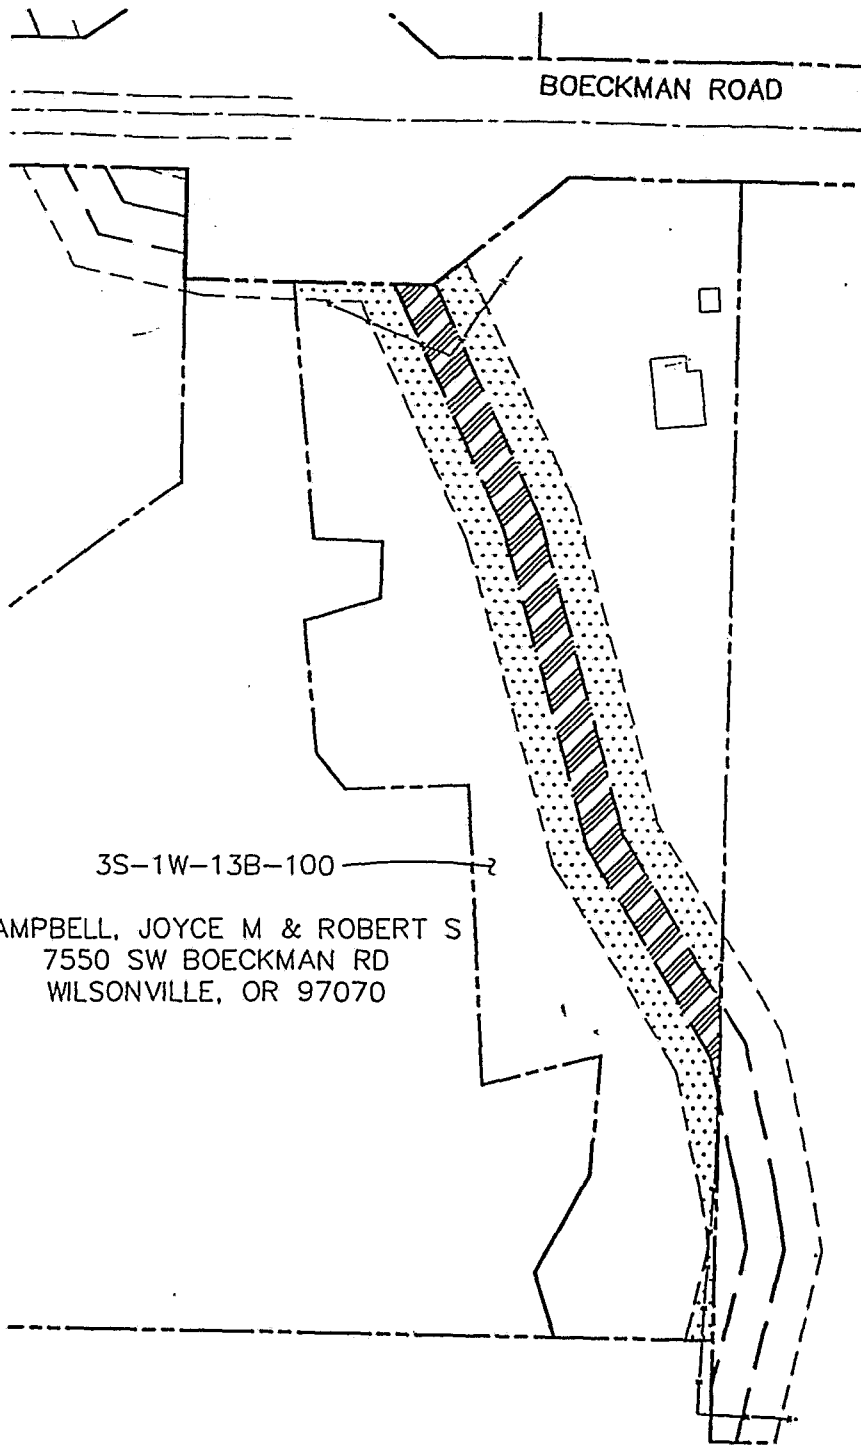 BOECKMAN ROAD
3S-1W-13B-100
AMPBELL, JOYCE M & ROBERT S
7550 SW BOECKMAN RD
WILSONVILLE, OR 97070